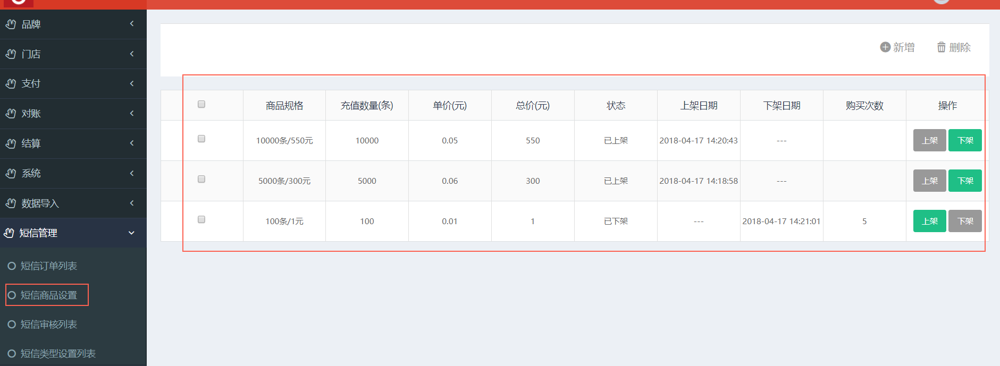 品牌
门店
支付
对账
结算
系统
数据导入
短信管理
短信订单列表
短信商品设置
短信审核列表
短信类型设置列表
新增 删除
商品规格 充值数量(条) 单价(元) 总价(元) 状态 上架日期 下架日期 购买次数 操作
10000条/550元 10000 0.05 550 已上架 2018-04-17 14:20:43 --- 上架 下架
5000条/300元 5000 0.06 300 已上架 2018-04-17 14:18:58 --- 上架 下架
100条/1元 100 0.01 1 已下架 --- 2018-04-17 14:21:01 5 上架 下架